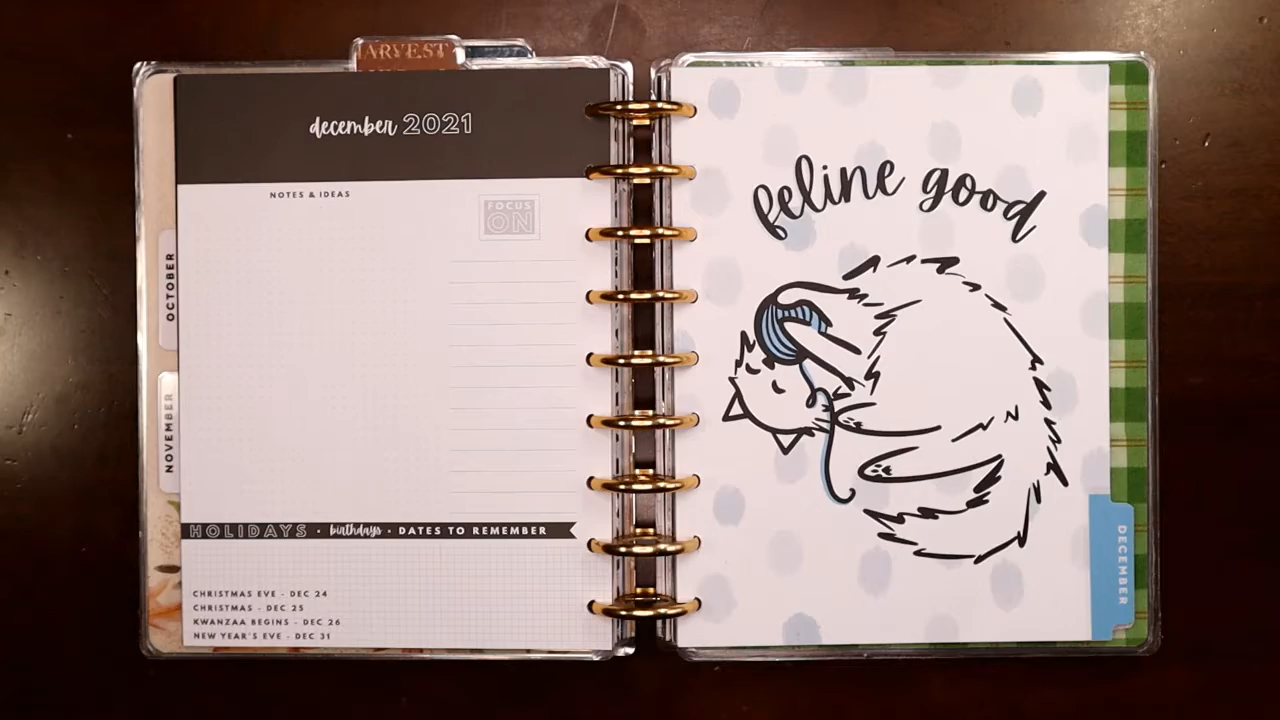 ARVEST
december 2021
NOTES & IDEAS
FOCUS
ON
OCTOBER
NOVEMBER
HOLIDAYS • birthdays • DATES TO REMEMBER
CHRISTMAS EVE - DEC 24
CHRISTMAS - DEC 25
KWANZAA BEGINS - DEC 26
NEW YEAR'S EVE - DEC 31
feline good
DECEMBER